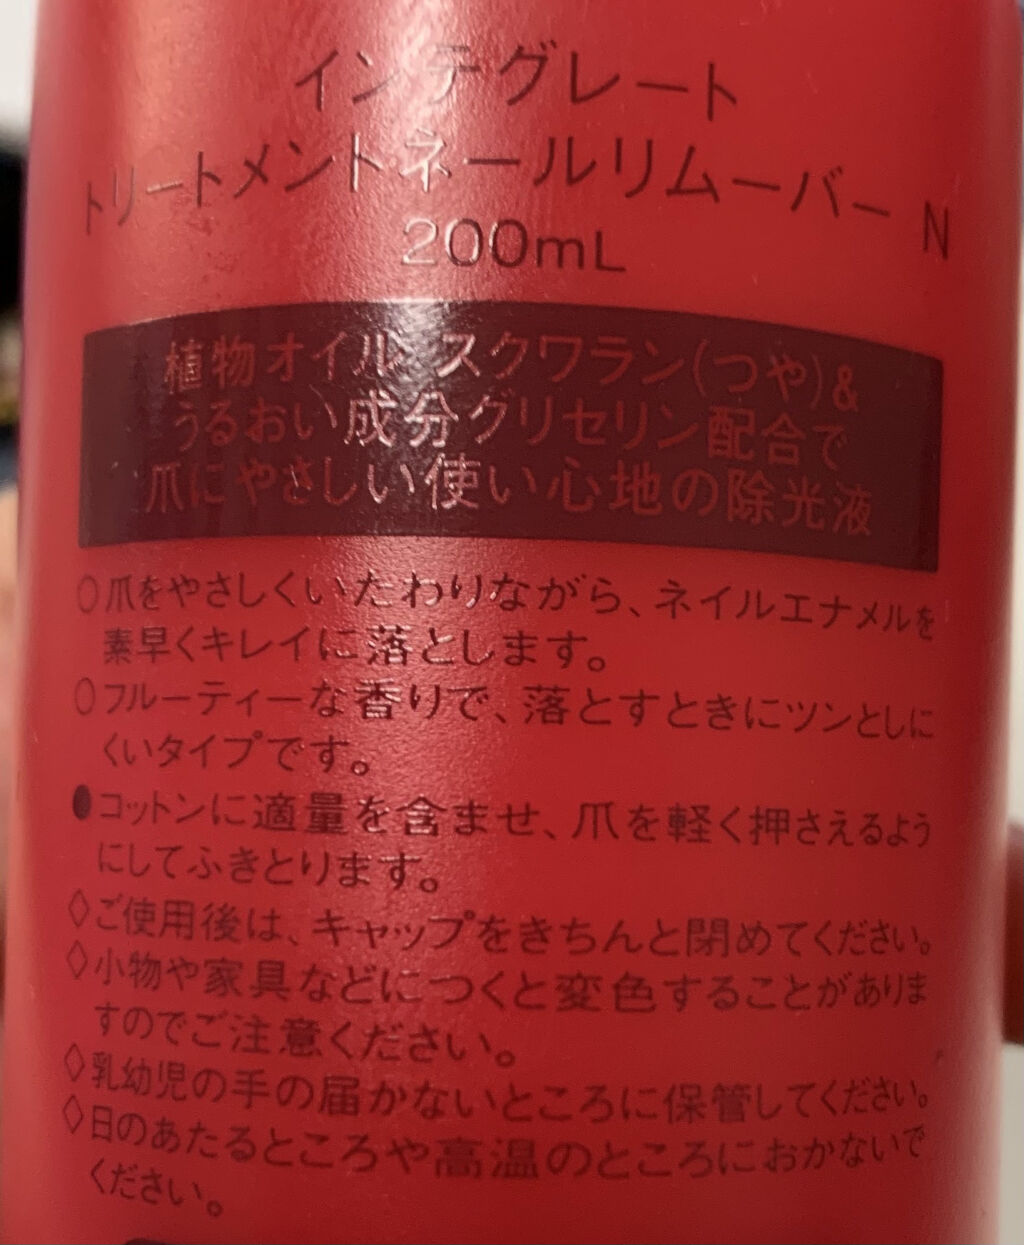 インテグレート
トリートメントネールリムーバー N
200mL
植物オイル・スクワラン(つや)&
うるおい成分グリセリン配合で
爪にやさしい使い心地の除光液
○爪をやさしくいたわりながら、ネイルエナメルを
素早くキレイに落とします。
○フルーティーな香りで、落とすときにツンとしに
くいタイプです。
●コットンに適量を含ませ、爪を軽く押さえるよう
にしてふきとります。
◇ご使用後は、キャップをきちんと閉めてください。
◇小物や家具などにつくと変色することがありま
すのでご注意ください。
◇乳幼児の手の届かないところに保管してください。
◇日のあたるところや高温のところにおかないで
ください。